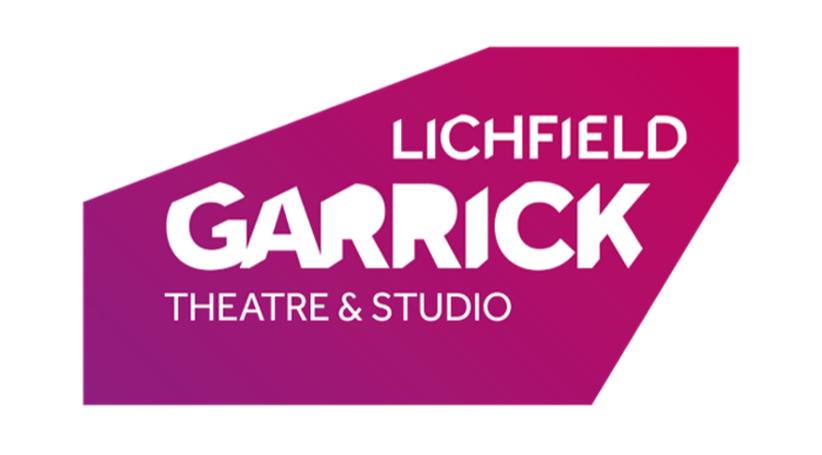 LICHFIELD
GARRICK
THEATRE & STUDIO